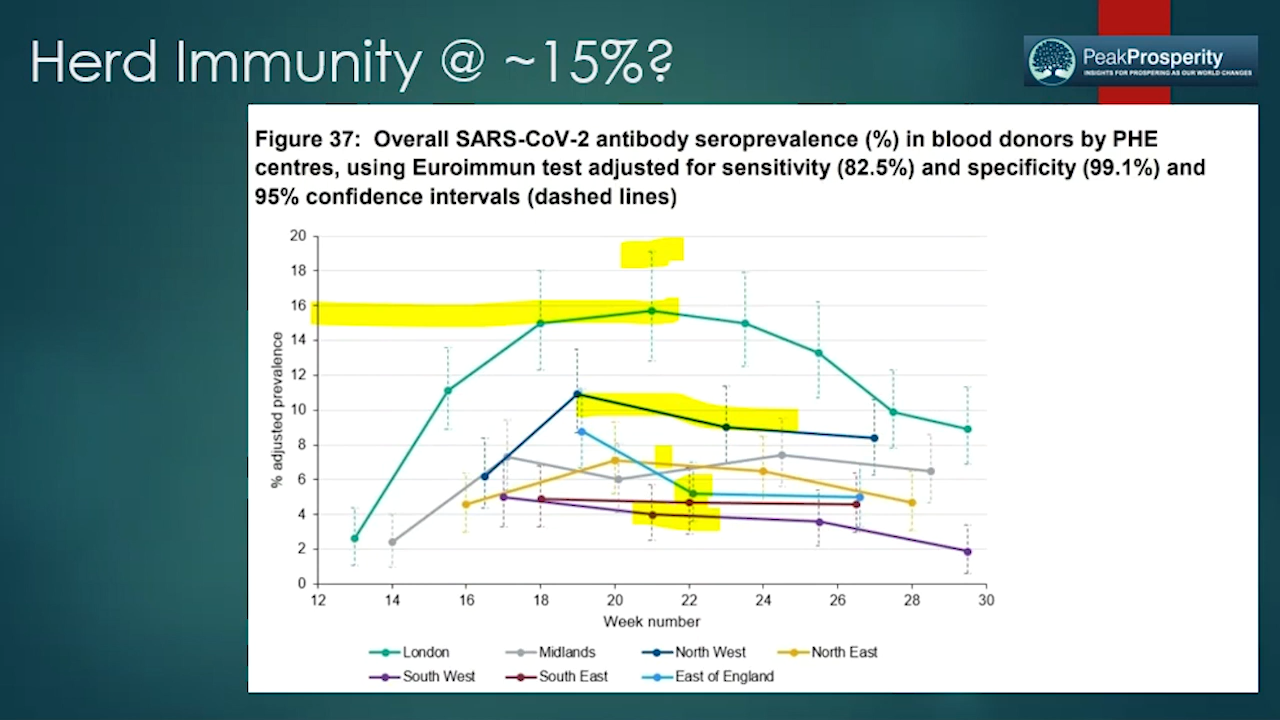 Herd Immunity @ ~15%?
PeakProsperity
INSIGHTS FOR PROSPERING AS OUR WORLD CHANGES
Figure 37: Overall SARS-CoV-2 antibody seroprevalence (%) in blood donors by PHE
centres, using Euroimmun test adjusted for sensitivity (82.5%) and specificity (99.1%) and
95% confidence intervals (dashed lines)
% adjusted prevalence
20
18
16
14
12
10
8
6
4
2
0
12 14 16 18 20 22 24 26 28 30
Week number
London Midlands North West North East
South West South East East of England